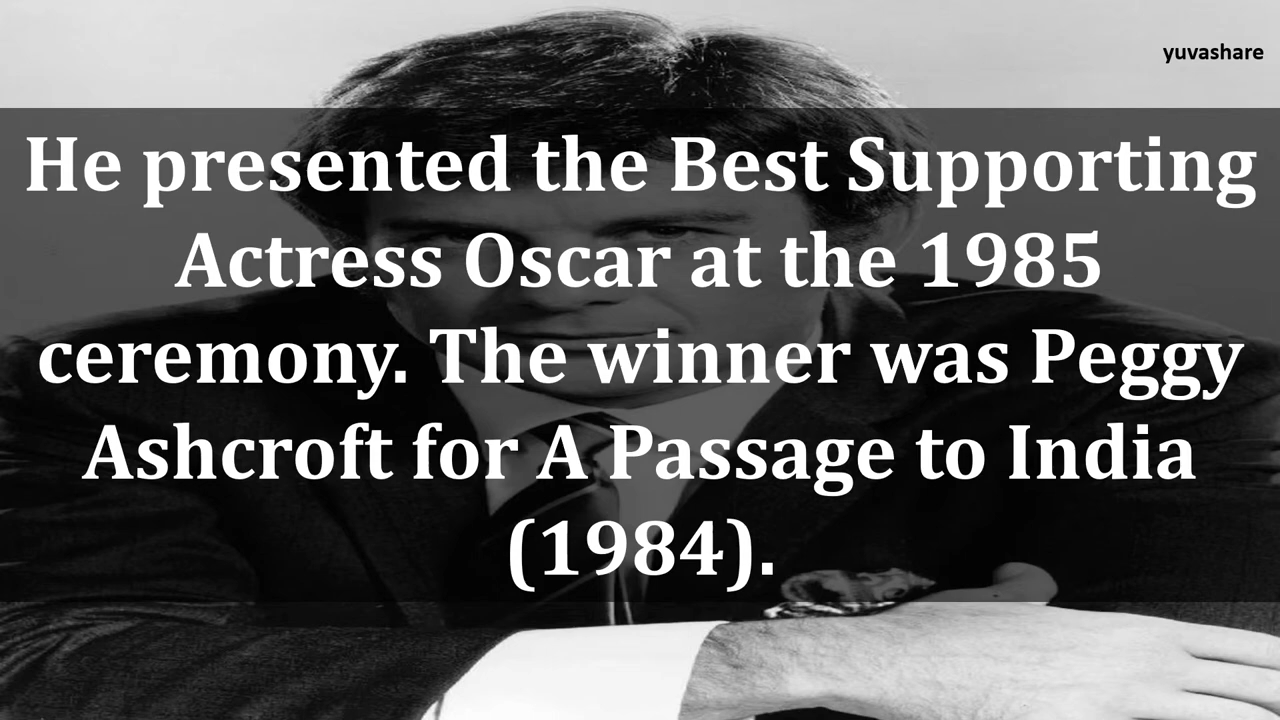 yuvashare
He presented the Best Supporting
Actress Oscar at the 1985
ceremony. The winner was Peggy
Ashcroft for A Passage to India
(1984).